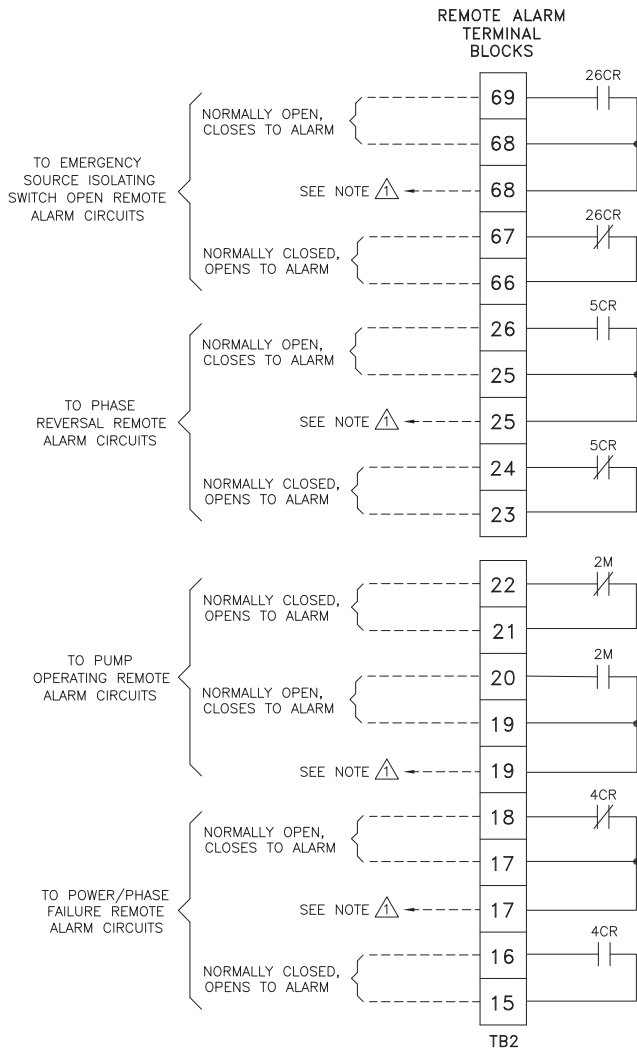 REMOTE ALARM
TERMINAL
BLOCKS
TO EMERGENCY
SOURCE ISOLATING
SWITCH OPEN REMOTE
ALARM CIRCUITS
NORMALLY OPEN,
CLOSES TO ALARM
69
26CR
68
SEE NOTE 1
68
NORMALLY CLOSED,
OPENS TO ALARM
67
26CR
66
TO PHASE
REVERSAL REMOTE
ALARM CIRCUITS
NORMALLY OPEN,
CLOSES TO ALARM
26
5CR
25
SEE NOTE 1
25
NORMALLY CLOSED,
OPENS TO ALARM
24
5CR
23
TO PUMP
OPERATING REMOTE
ALARM CIRCUITS
NORMALLY CLOSED,
OPENS TO ALARM
22
2M
21
NORMALLY OPEN,
CLOSES TO ALARM
20
2M
19
SEE NOTE 1
19
TO POWER/PHASE
FAILURE REMOTE
ALARM CIRCUITS
NORMALLY OPEN,
CLOSES TO ALARM
18
4CR
17
SEE NOTE 1
17
NORMALLY CLOSED,
OPENS TO ALARM
16
4CR
15
TB2